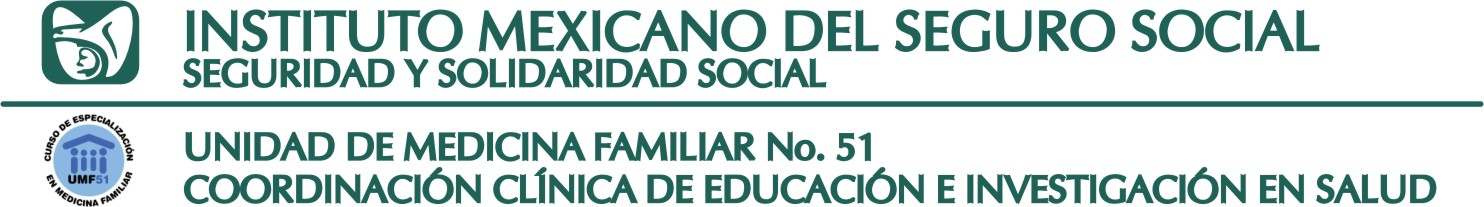 INSTITUTO MEXICANO DEL SEGURO SOCIAL
SEGURIDAD Y SOLIDARIDAD SOCIAL
CURSO DE ESPECIALIZACIÓN
EN MEDICINA FAMILIAR
UMF51
UNIDAD DE MEDICINA FAMILIAR No. 51
COORDINACIÓN CLÍNICA DE EDUCACIÓN E INVESTIGACIÓN EN SALUD